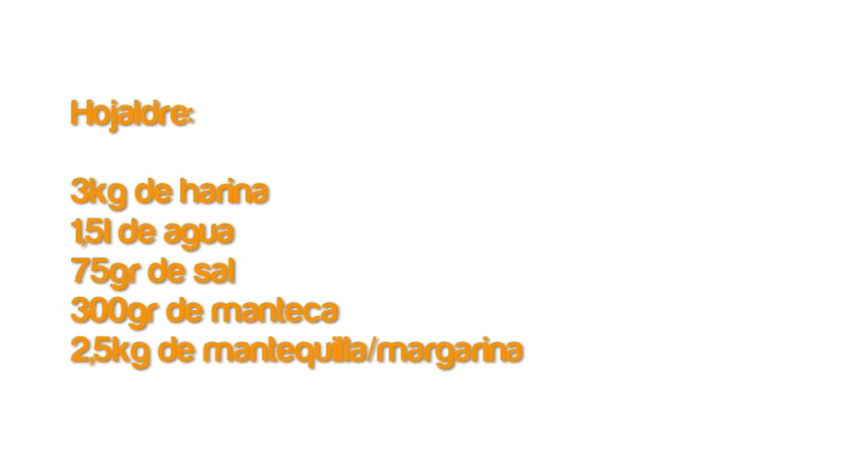 Hojaldre:
3kg de harina
1,5l de agua
75gr de sal
300gr de manteca
2,5kg de mantequilla/margarina